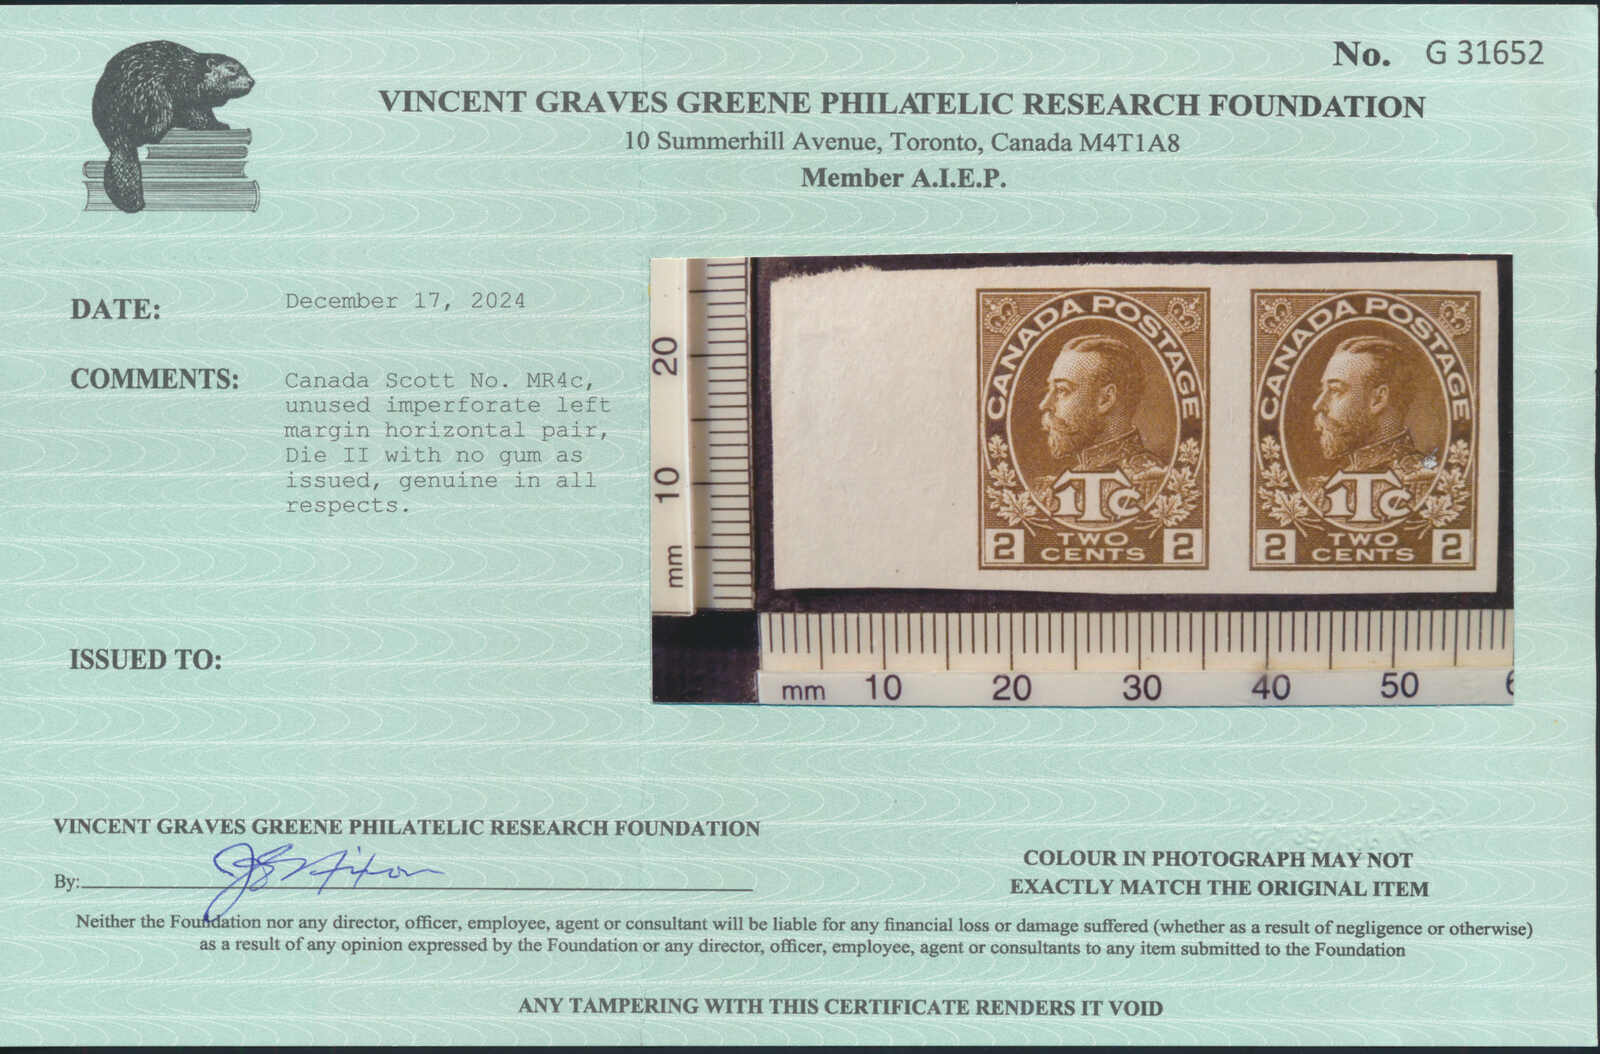 No. G 31652
VINCENT GRAVES GREENE PHILATELIC RESEARCH FOUNDATION
10 Summerhill Avenue, Toronto, Canada M4T1A8
Member A.I.E.P.
DATE: December 17, 2024
COMMENTS: Canada Scott No. MR4c,
unused imperforate left
margin horizontal pair,
Die II with no gum as
issued, genuine in all
respects.
20
10
mm
CANADA POSTAGE
1TC
2 TWO CENTS 2
CANADA POSTAGE
1TC
2 TWO CENTS 2
mm 10 20 30 40 50
ISSUED TO:
VINCENT GRAVES GREENE PHILATELIC RESEARCH FOUNDATION
By:
COLOUR IN PHOTOGRAPH MAY NOT
EXACTLY MATCH THE ORIGINAL ITEM
Neither the Foundation nor any director, officer, employee, agent or consultant will be liable for any financial loss or damage suffered (whether as a result of negligence or otherwise)
as a result of any opinion expressed by the Foundation or any director, officer, employee, agent or consultants to any item submitted to the Foundation
ANY TAMPERING WITH THIS CERTIFICATE RENDERS IT VOID